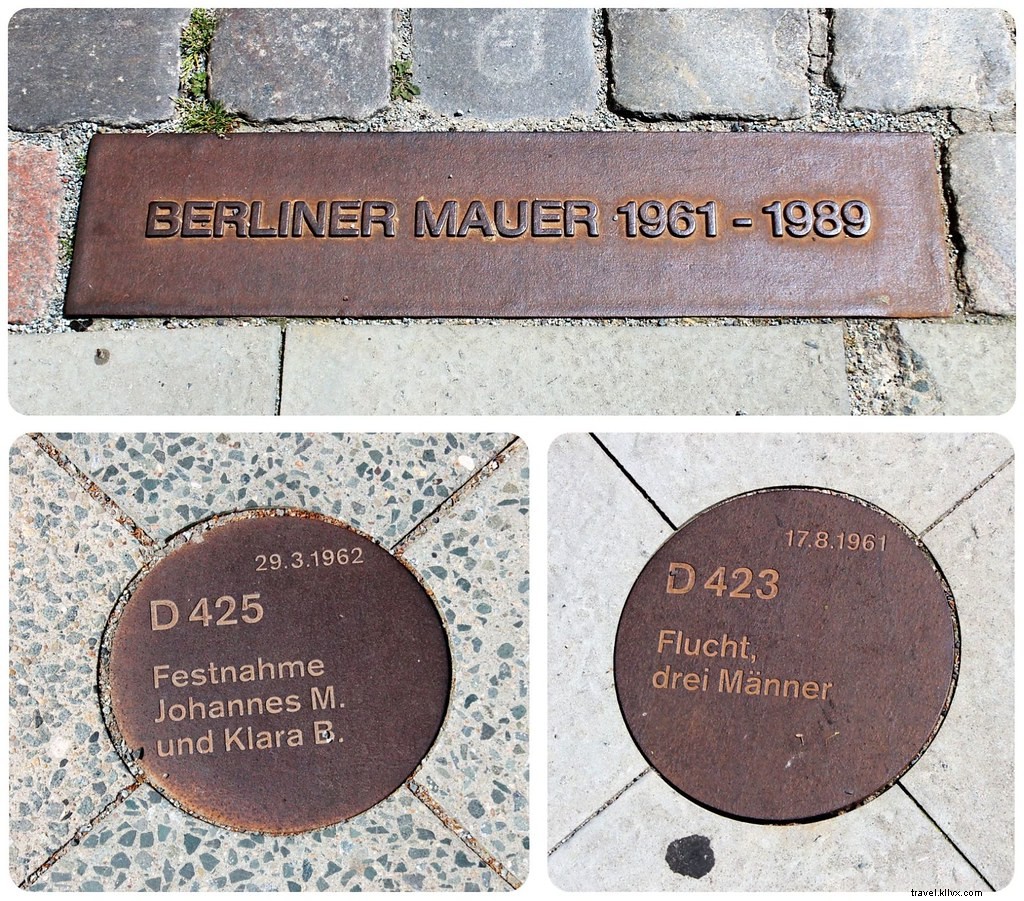 BERLINER MAUER 1961 - 1989
29.3.1962
D 425
Festnahme
Johannes M.
und Klara B.
17.8.1961
D 423
Flucht,
drei Männer
travel.kllvx.com